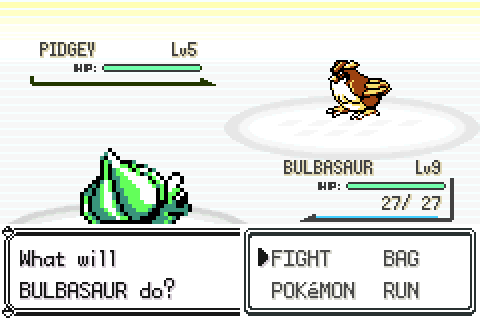 PIDGEY Lv5
HP:
BULBASAUR Lv9
HP:
27/ 27
What will
BULBASAUR do?
FIGHT BAG
POKéMON RUN